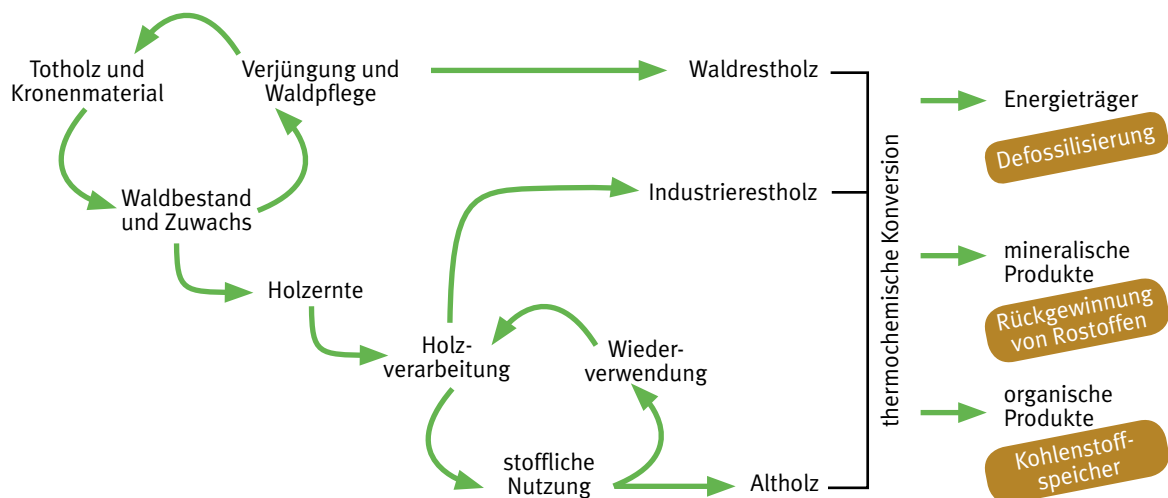 Totholz und
Kronenmaterial
Verjüngung und
Waldpflege
Waldrestholz
Waldbestand
und Zuwachs
Industrierestholz
Holzernte
Holz-
verarbeitung
Wieder-
verwendung
stoffliche
Nutzung
Altholz
thermochemische Konversion
Energieträger
Defossilisierung
mineralische
Produkte
Rückgewinnung
von Rostoffen
organische
Produkte
Kohlenstoff-
speicher